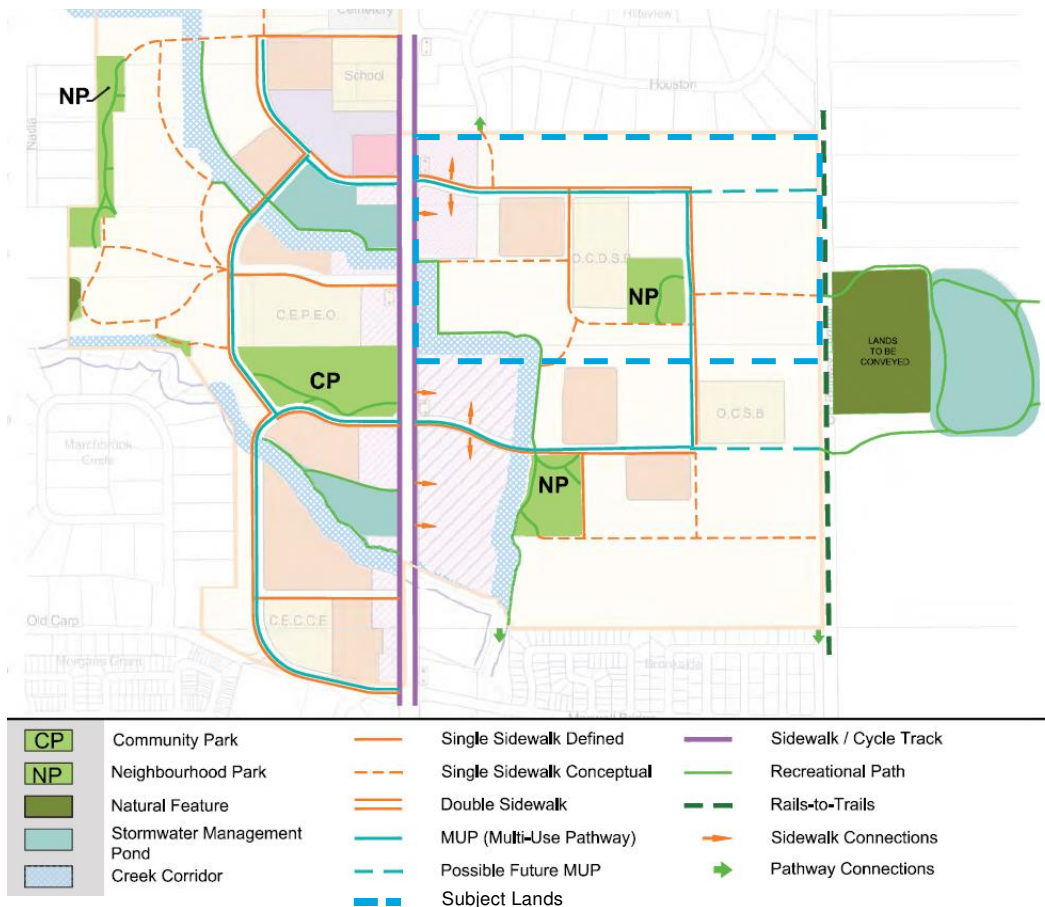 Cemetery
Hillsview
School
NP
Houston
Nadia
O.C.D.S.B
NP
C.E.P.E.O.
CP
LANDS
TO BE
CONVEYED
O.C.S.B
Marchbrook
Circle
NP
Old Carp
C.E.C.C.E
Morgans Grant
Brookside
CP
Community Park
Single Sidewalk Defined
Sidewalk / Cycle Track
NP
Neighbourhood Park
Single Sidewalk Conceptual
Recreational Path
Natural Feature
Double Sidewalk
Rails-to-Trails
Stormwater Management
Pond
MUP (Multi-Use Pathway)
Sidewalk Connections
Creek Corridor
Possible Future MUP
Pathway Connections
Subject Lands